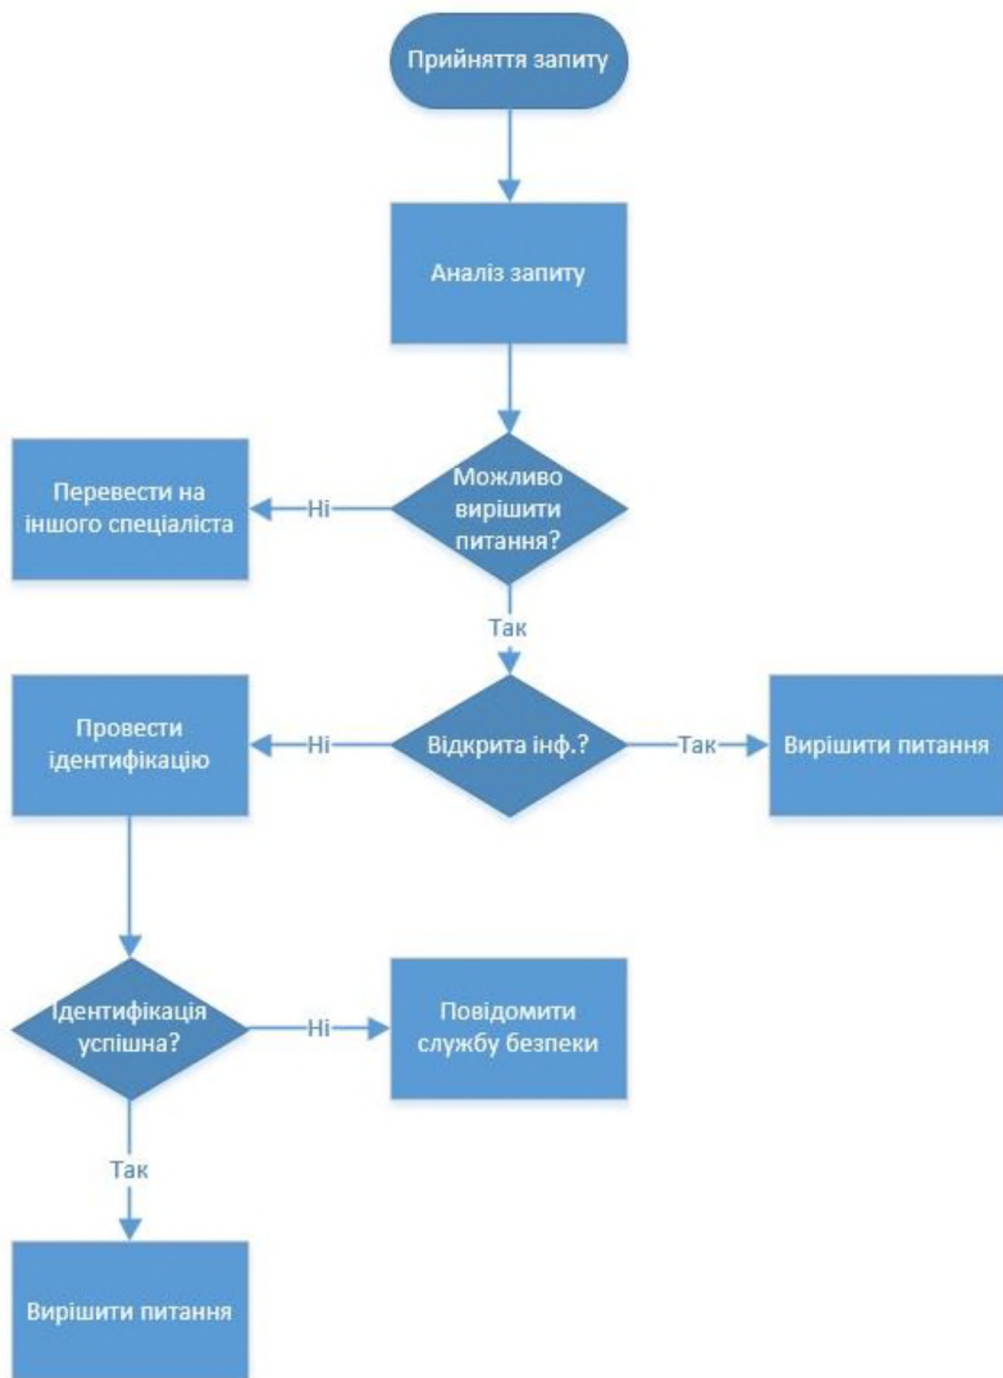 Прийняття запиту
Аналіз запиту
Можливо
вирішити
питання?
Ні
Перевести на
іншого спеціаліста
Так
Відкрита інф.?
Ні
Провести
ідентифікацію
Так
Вирішити питання
Ідентифікація
успішна?
Ні
Повідомити
службу безпеки
Так
Вирішити питання